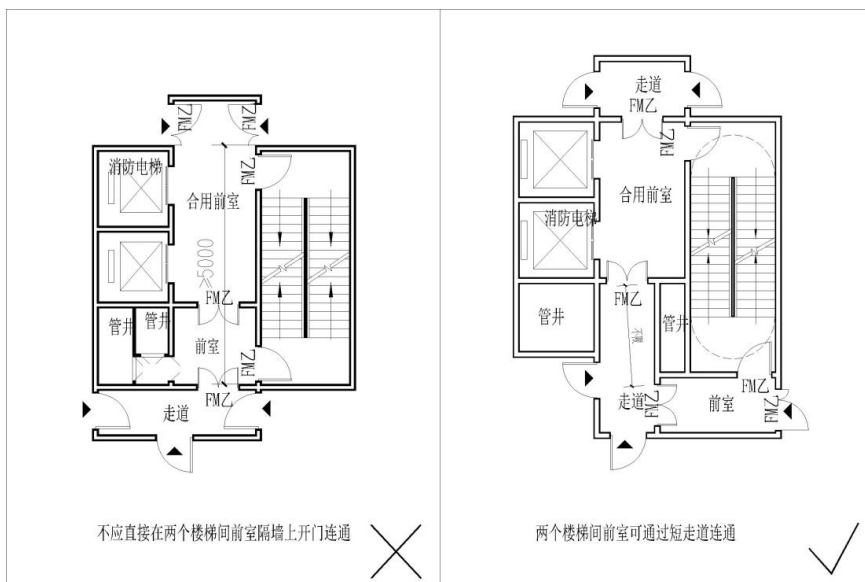 FM乙
FM乙
消防电梯
FM乙
合用前室
≥5000
FM乙
管井
管井
前室
FM乙
FM乙
走道
不应直接在两个楼梯间前室隔墙上开门连通
走道
FM乙
FM乙
合用前室
消防电梯
FM乙
管井
管井
不限
FM乙
走道
FM乙
前室
FM乙
两个楼梯间前室可通过短走道连通